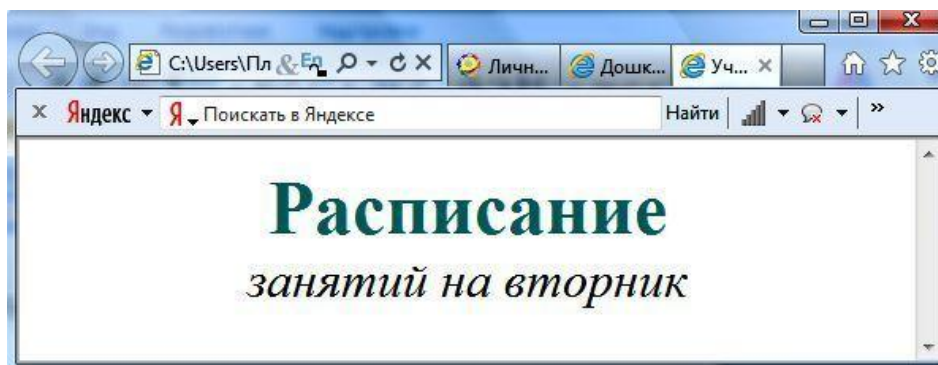 C:\Users\Пл
Личн...
Дошк...
Уч...
Яндекс
Я Поискать в Яндексе
Найти
»
Расписание
занятий на вторник